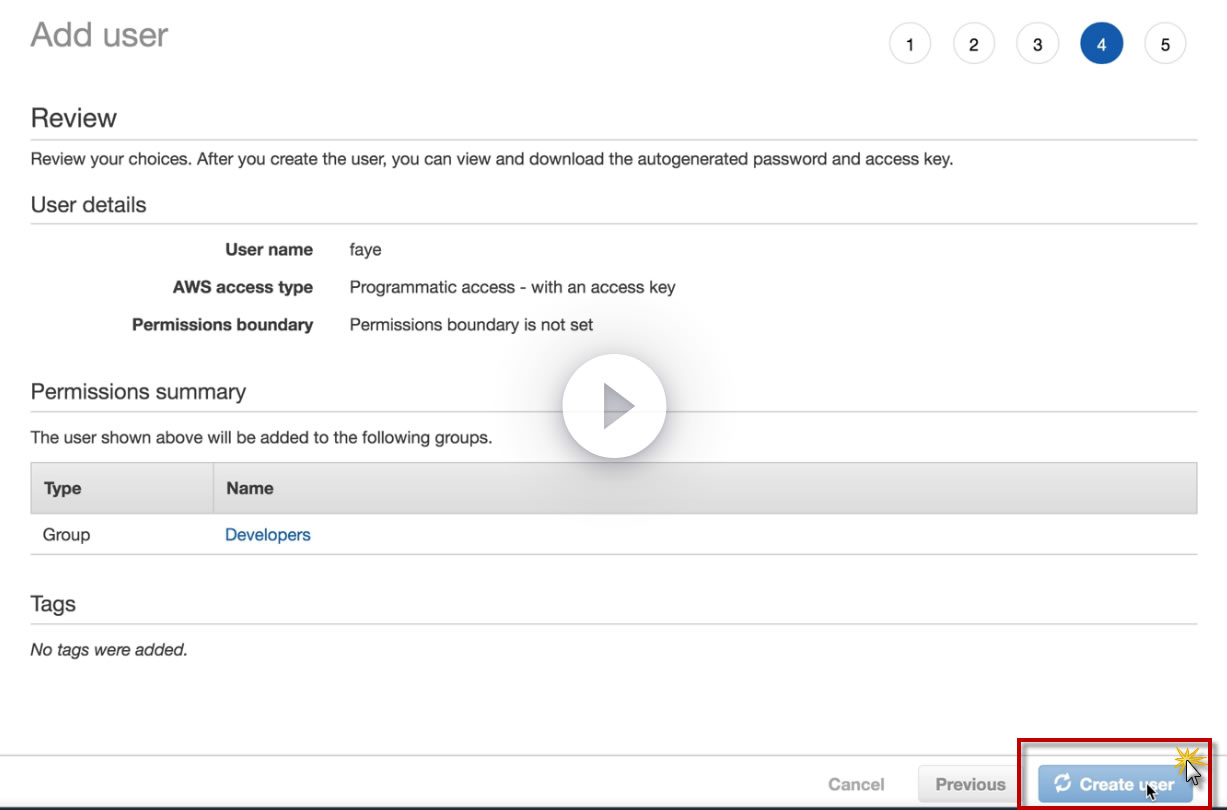 Add user
1 2 3 4 5
Review
Review your choices. After you create the user, you can view and download the autogenerated password and access key.
User details
User name faye
AWS access type Programmatic access - with an access key
Permissions boundary Permissions boundary is not set
Permissions summary
The user shown above will be added to the following groups.
Type Name
Group Developers
Tags
No tags were added.
Cancel Previous Create user